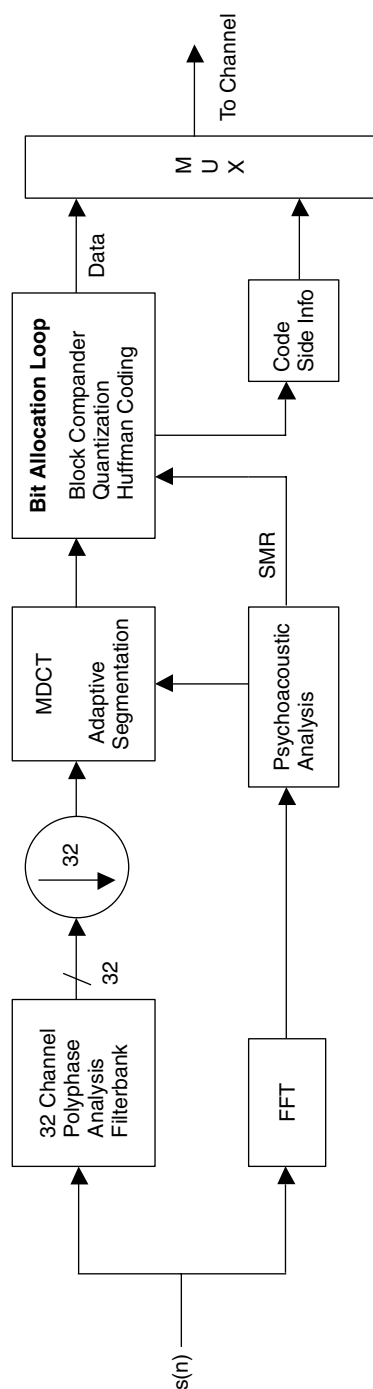 s(n)
32 Channel
Polyphase
Analysis
Filterbank
32
32
MDCT
Adaptive
Segmentation
Bit Allocation Loop
Block Compander
Quantization
Huffman Coding
Data
M
U
X
To Channel
FFT
Psychoacoustic
Analysis
SMR
Code
Side Info